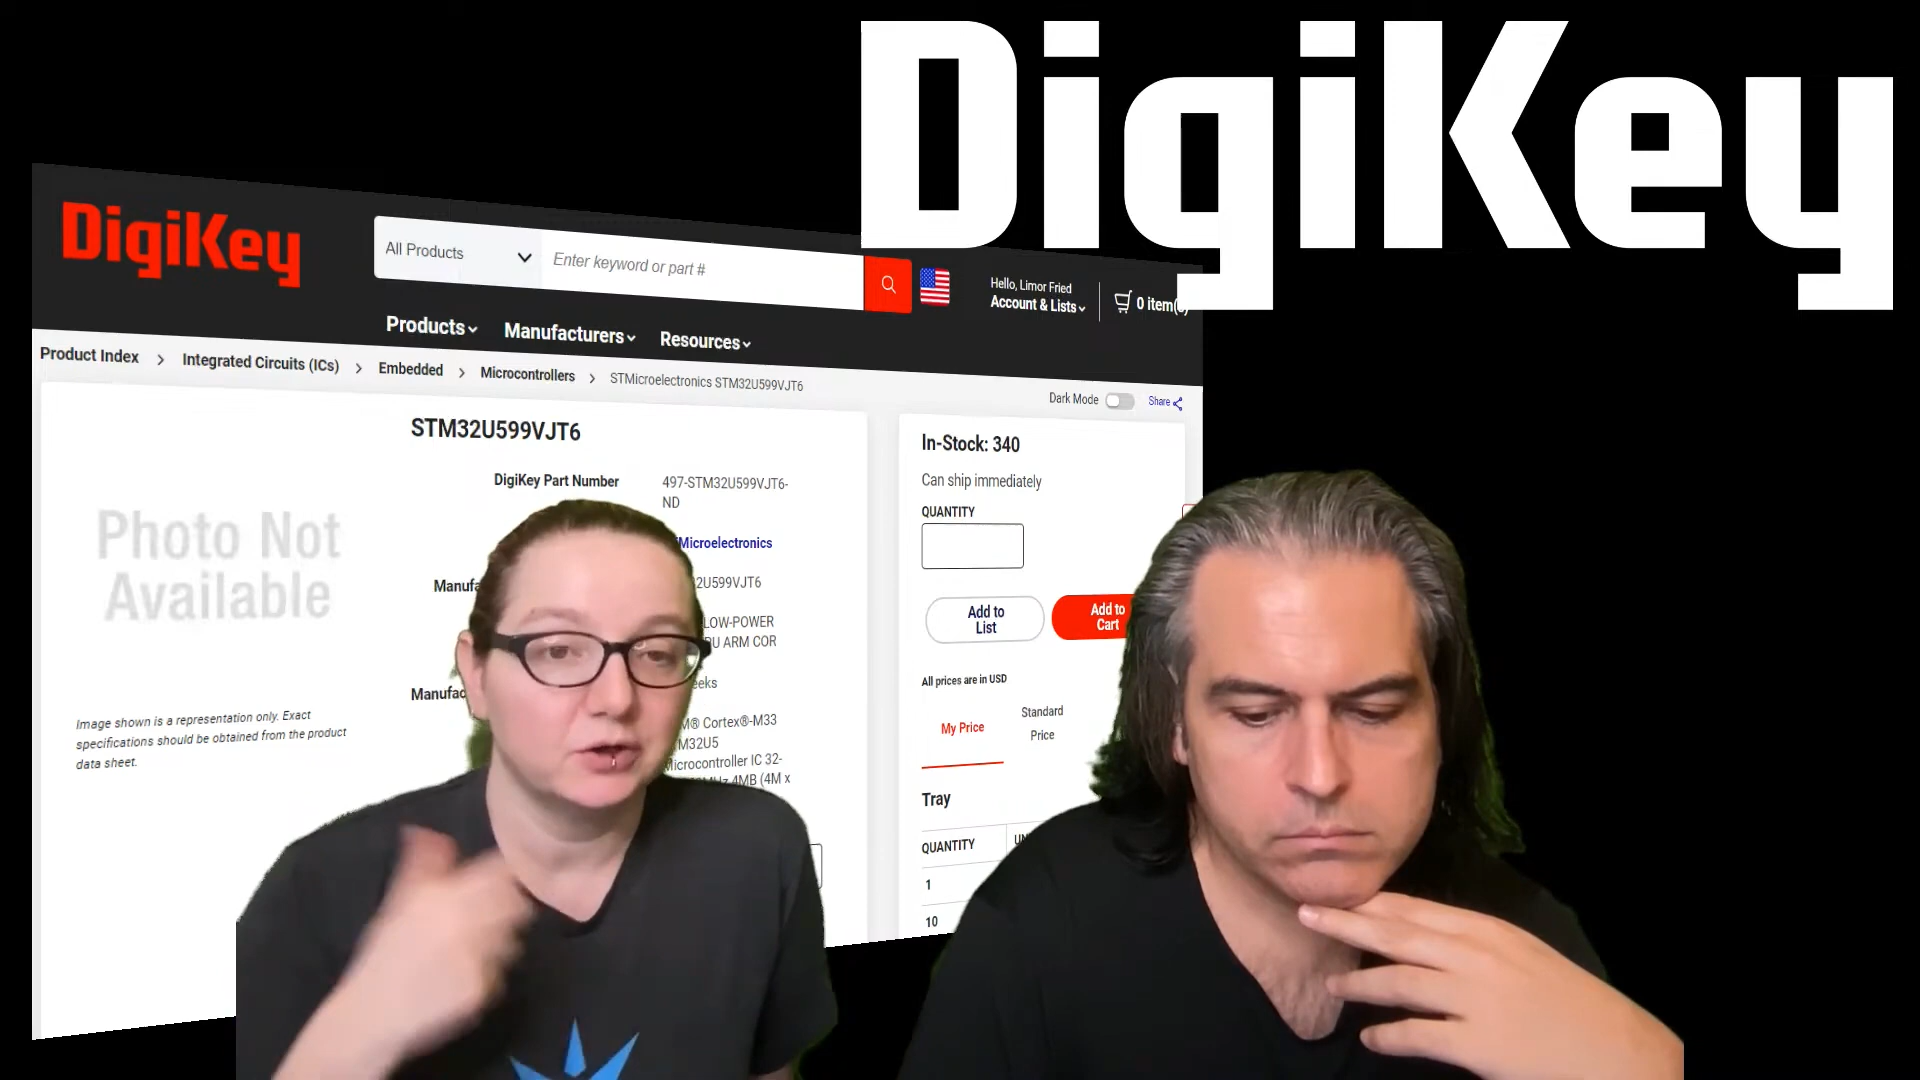 DigiKey
DigiKey
All Products
Enter keyword or part #
Hello, Limor Fried
Account & Lists
0 item(s)
Products
Manufacturers
Resources
Product Index > Integrated Circuits (ICs) > Embedded > Microcontrollers > STMicroelectronics STM32U599VJT6
Dark Mode
Share
STM32U599VJT6
DigiKey Part Number
497-STM32U599VJT6-
ND
Microelectronics
2U599VJT6
LOW-POWER
ARM COR
Cortex®-M33
Microcontroller IC 32-
4MB (4M x
Photo Not
Available
Image shown is a representation only. Exact
specifications should be obtained from the product
data sheet.
In-Stock: 340
Can ship immediately
QUANTITY
Add to
List
Add to
Cart
All prices are in USD
My Price
Standard
Price
Tray
QUANTITY
1
10